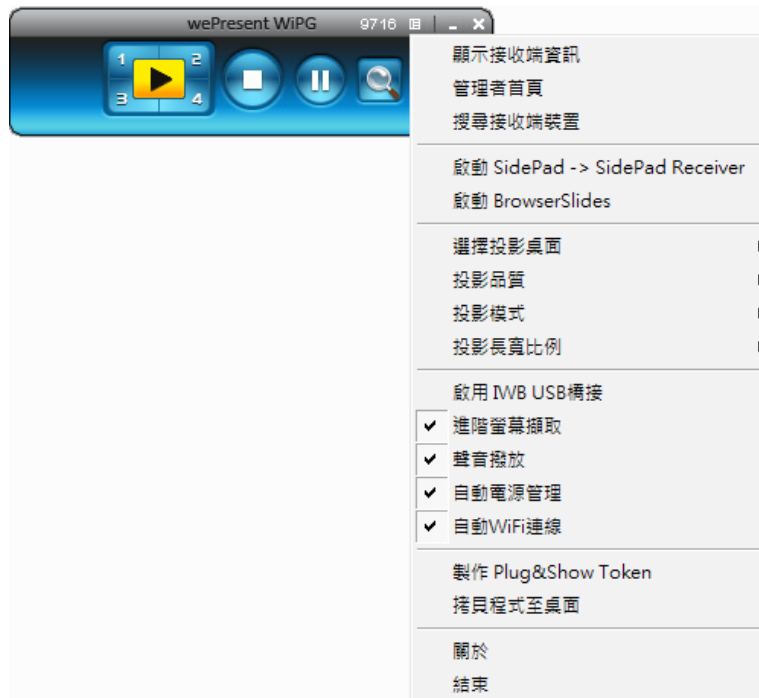 wePresent WiPG 9716
1 2
3 4
顯示接收端資訊
管理者首頁
搜尋接收端裝置
啟動 SidePad -> SidePad Receiver
啟動 BrowserSlides
選擇投影桌面
投影品質
投影模式
投影長寬比例
啟用 IWB USB橋接
進階螢幕擷取
聲音撥放
自動電源管理
自動WiFi連線
製作 Plug&Show Token
拷貝程式至桌面
關於
結束